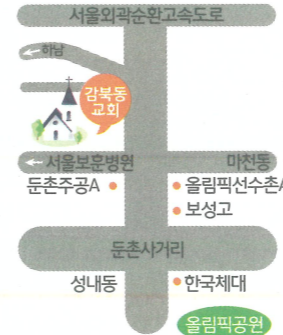 서울외곽순환고속도로
← 하남
감북동
교회
← 서울보훈병원
마천동
둔촌주공A •
• 올림픽선수촌A
• 보성고
둔촌사거리
성내동
• 한국체대
올림픽공원